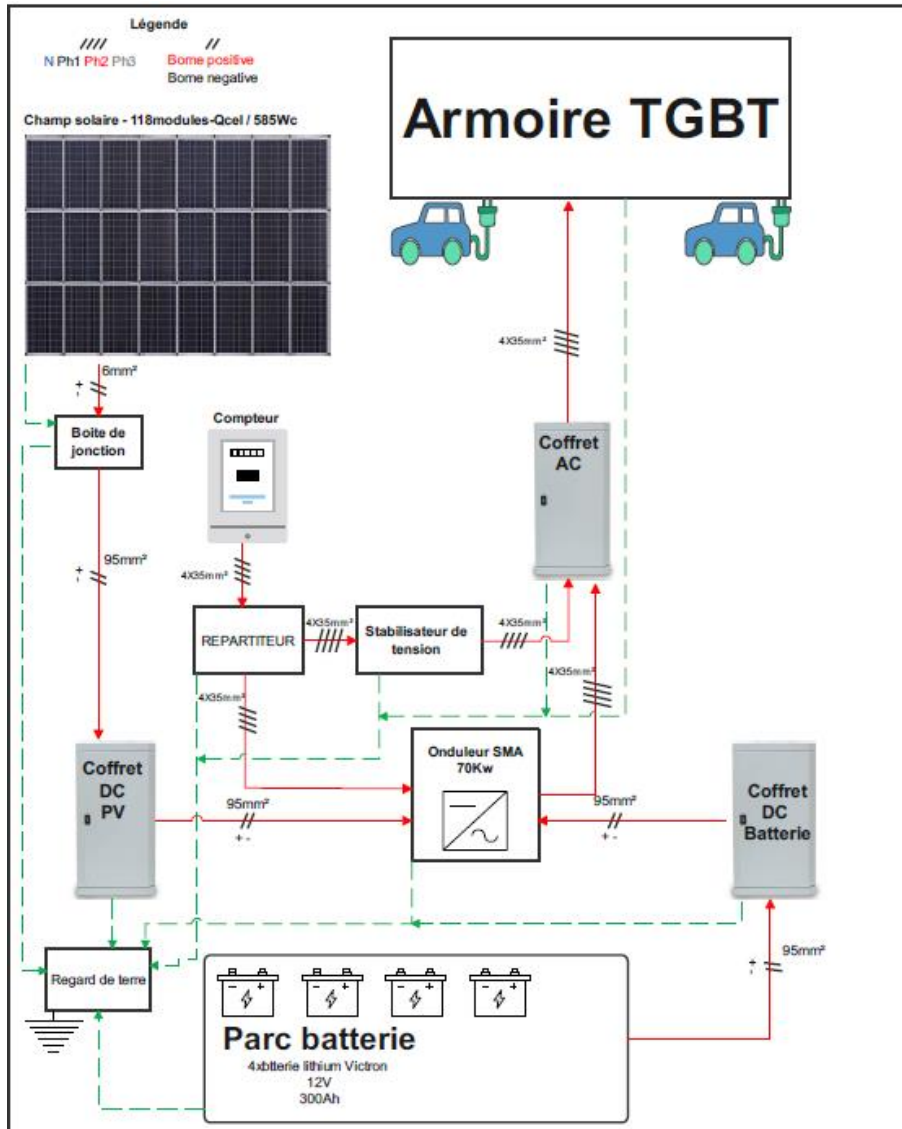 Légende
N Ph1 Ph2 Ph3
Borne positive
Borne negative
Champ solaire - 118modules-Qcel / 585Wc
Armoire TGBT
6mm²
+
-
4X35mm²
Boite de
jonction
Compteur
Coffret
AC
95mm²
+
-
4X35mm²
REPARTITEUR
4X35mm²
Stabilisateur de
tension
4X35mm²
4X35mm²
4X35mm²
Coffret
DC
PV
Onduleur SMA
70Kw
Coffret
DC
Batterie
95mm²
+ -
95mm²
+ -
95mm²
+
-
Regard de terre
- +
- +
- +
- +
Parc batterie
4xbtterie lithium Victron
12V
300Ah